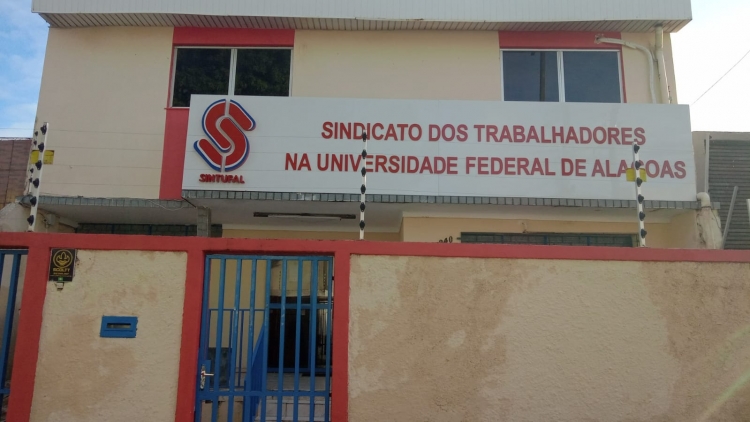 SINDICATO DOS TRABALHADORES
NA UNIVERSIDADE FEDERAL DE ALAGOAS
SINTUFAL